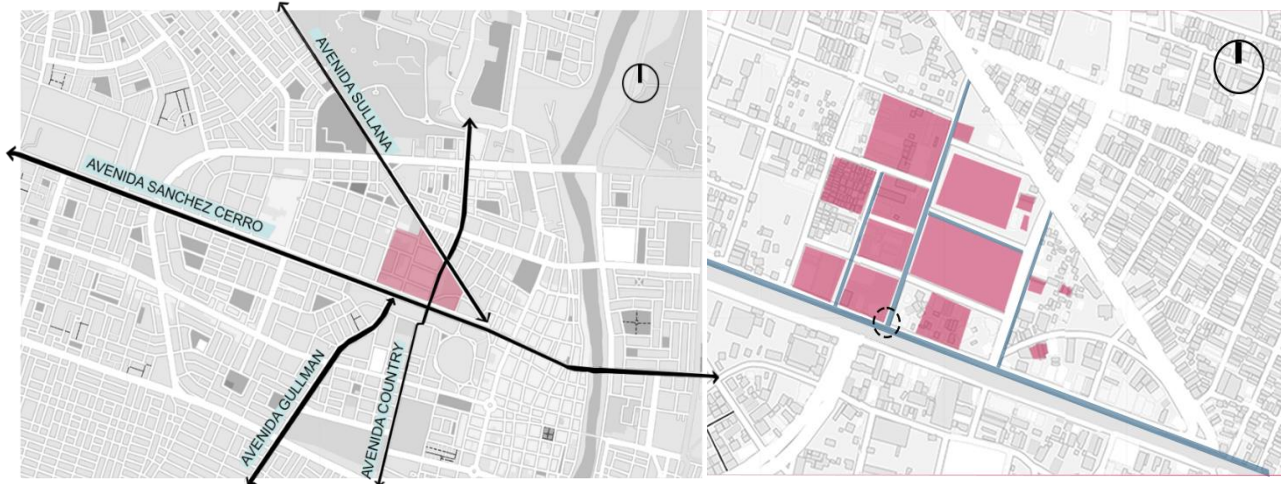 AVENIDA SULLANA
AVENIDA SANCHEZ CERRO
AVENIDA GULLMAN
AVENIDA COUNTRY